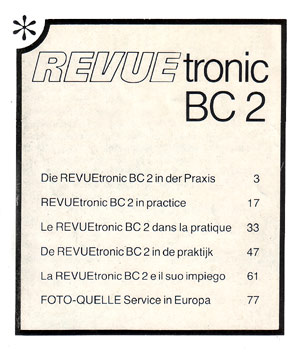 *
REVUEtronic
BC 2
Die REVUEtronic BC 2 in der Praxis 3
REVUEtronic BC 2 in practice 17
Le REVUEtronic BC 2 dans la pratique 33
De REVUEtronic BC 2 in de praktijk 47
La REVUEtronic BC 2 e il suo impiego 61
FOTO-QUELLE Service in Europa 77